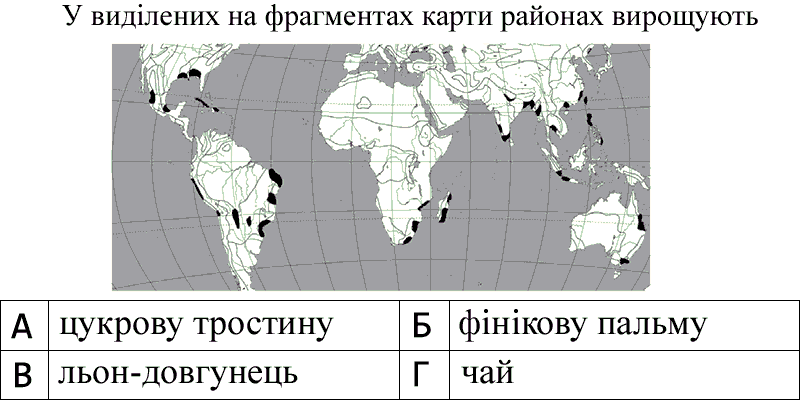 У виділених на фрагментах карти районах вирощують
А цукрову тростину Б фінікову пальму
В льон-довгунець Г чай